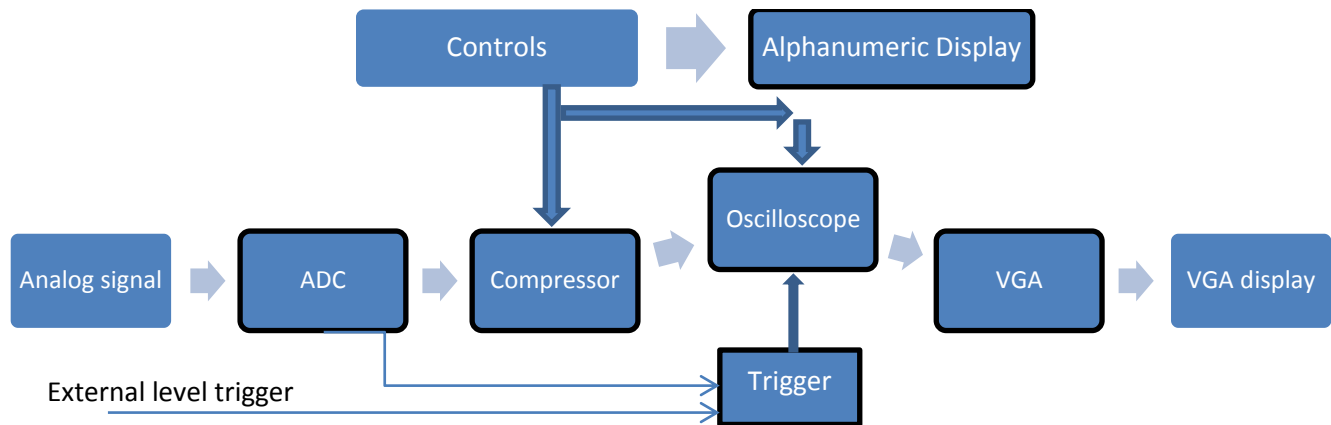 Controls
Alphanumeric Display
Oscilloscope
Analog signal
ADC
Compressor
VGA
VGA display
Trigger
External level trigger